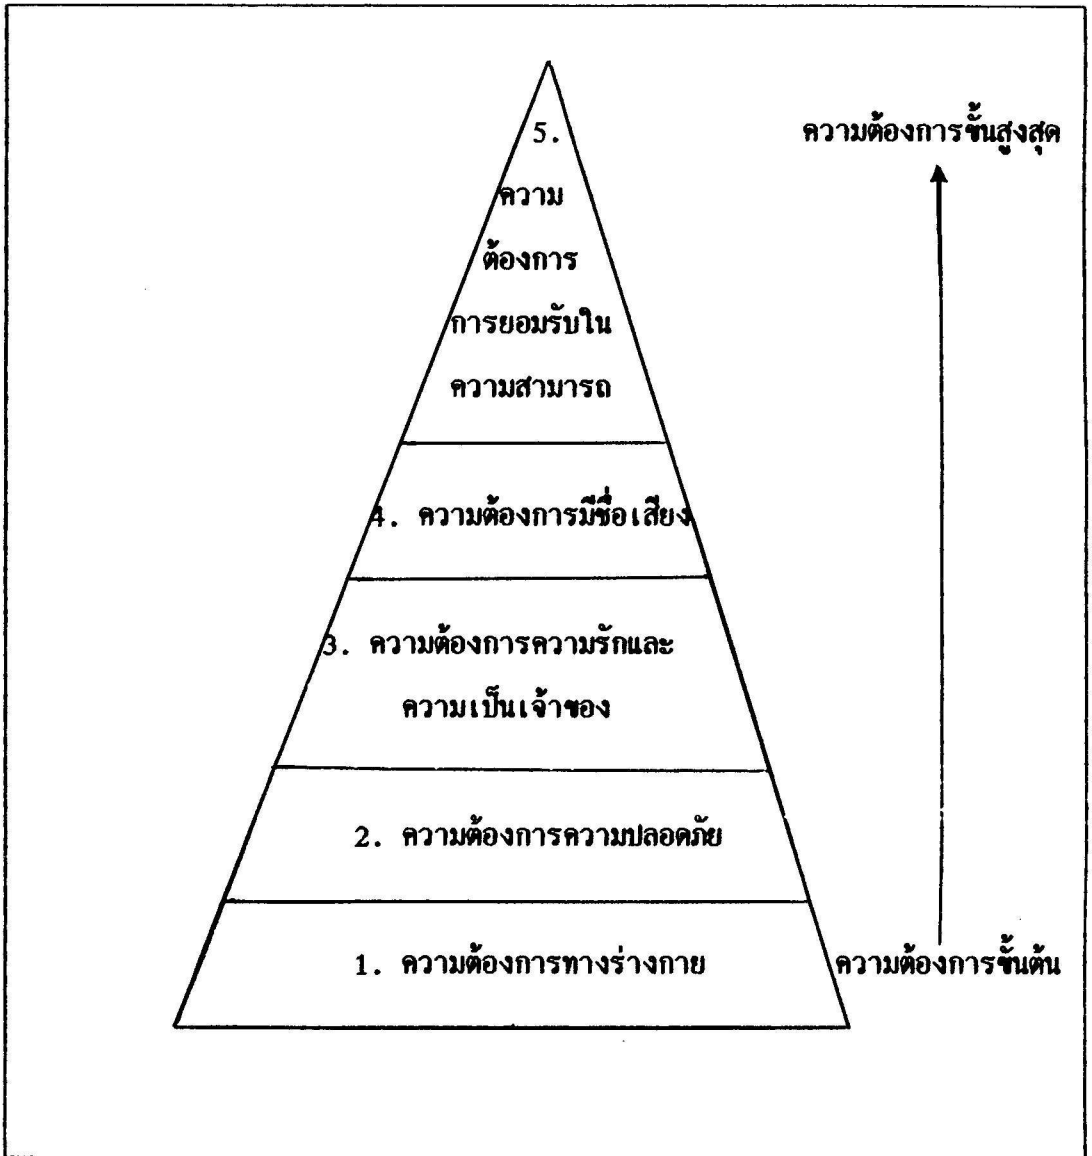 5.
ความต้องการขั้นสูงสุด
ความ
ต้องการ
การยอมรับใน
ความสามารถ
4. ความต้องการมีชื่อเสียง
3. ความต้องการความรักและ
ความเป็นเจ้าของ
2. ความต้องการความปลอดภัย
1. ความต้องการทางร่างกาย
ความต้องการขั้นต้น